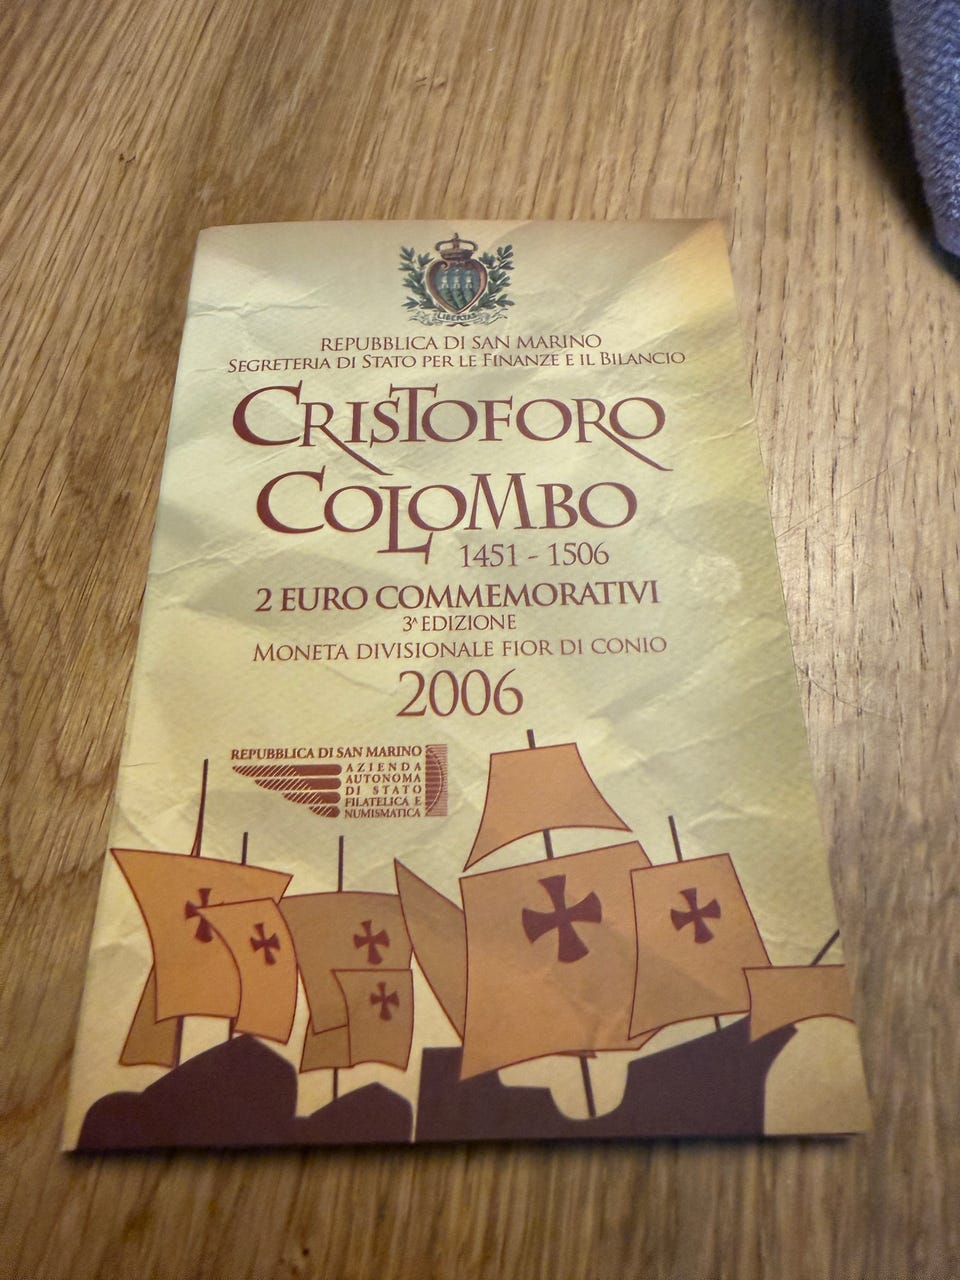 LIBERTAS
REPUBBLICA DI SAN MARINO
SEGRETERIA DI STATO PER LE FINANZE E IL BILANCIO
CRISTOFORO
COLOMBO
1451 - 1506
2 EURO COMMEMORATIVI
3ª EDIZIONE
MONETA DIVISIONALE FIOR DI CONIO
2006
REPUBBLICA DI SAN MARINO
AZIENDA
AUTONOMA
DI STATO
FILATELICA E
NUMISMATICA